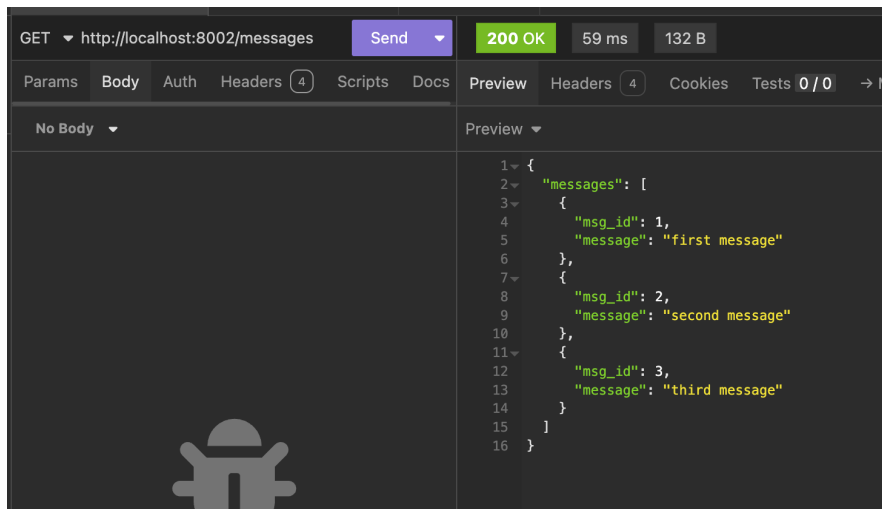 GET http://localhost:8002/messages Send
200 OK 59 ms 132 B
Params Body Auth Headers 4 Scripts Docs
Preview Headers 4 Cookies Tests 0 / 0 →
No Body
Preview
1 {
2 "messages": [
3 {
4 "msg_id": 1,
5 "message": "first message"
6 },
7 {
8 "msg_id": 2,
9 "message": "second message"
10 },
11 {
12 "msg_id": 3,
13 "message": "third message"
14 }
15 ]
16 }